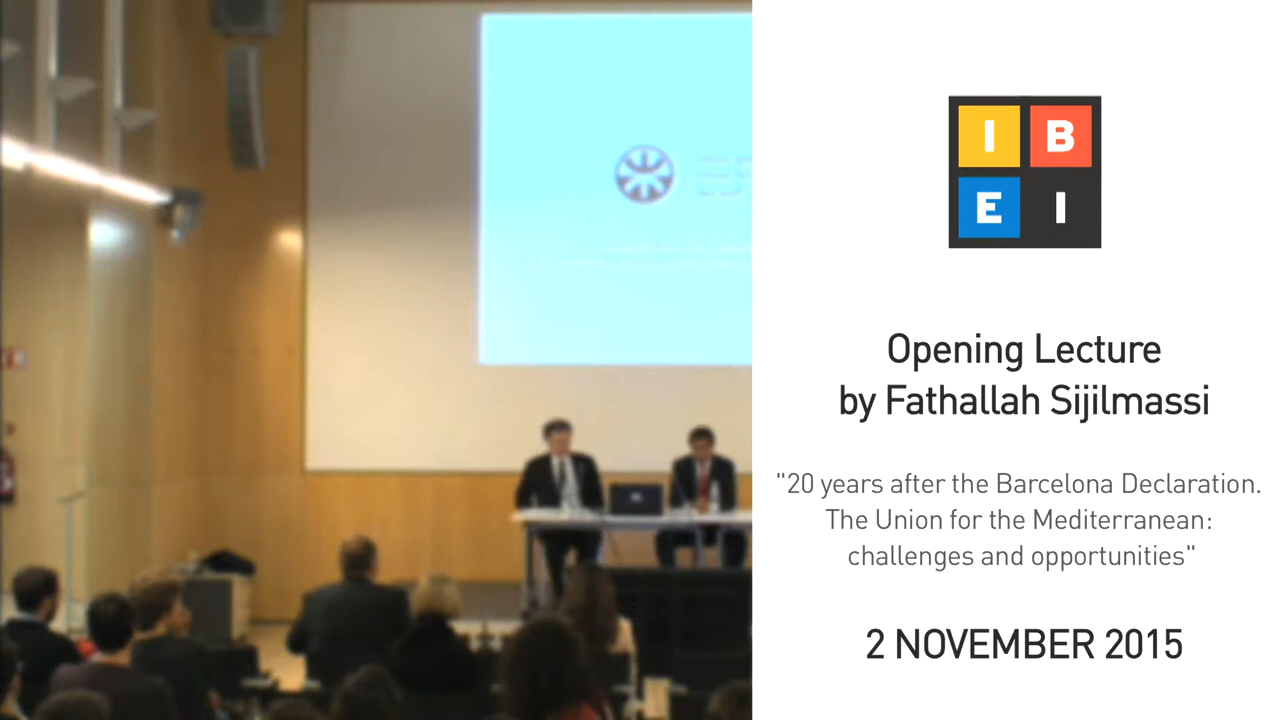 I B
E I
Opening Lecture
by Fathallah Sijilmassi
"20 years after the Barcelona Declaration.
The Union for the Mediterranean:
challenges and opportunities"
2 NOVEMBER 2015